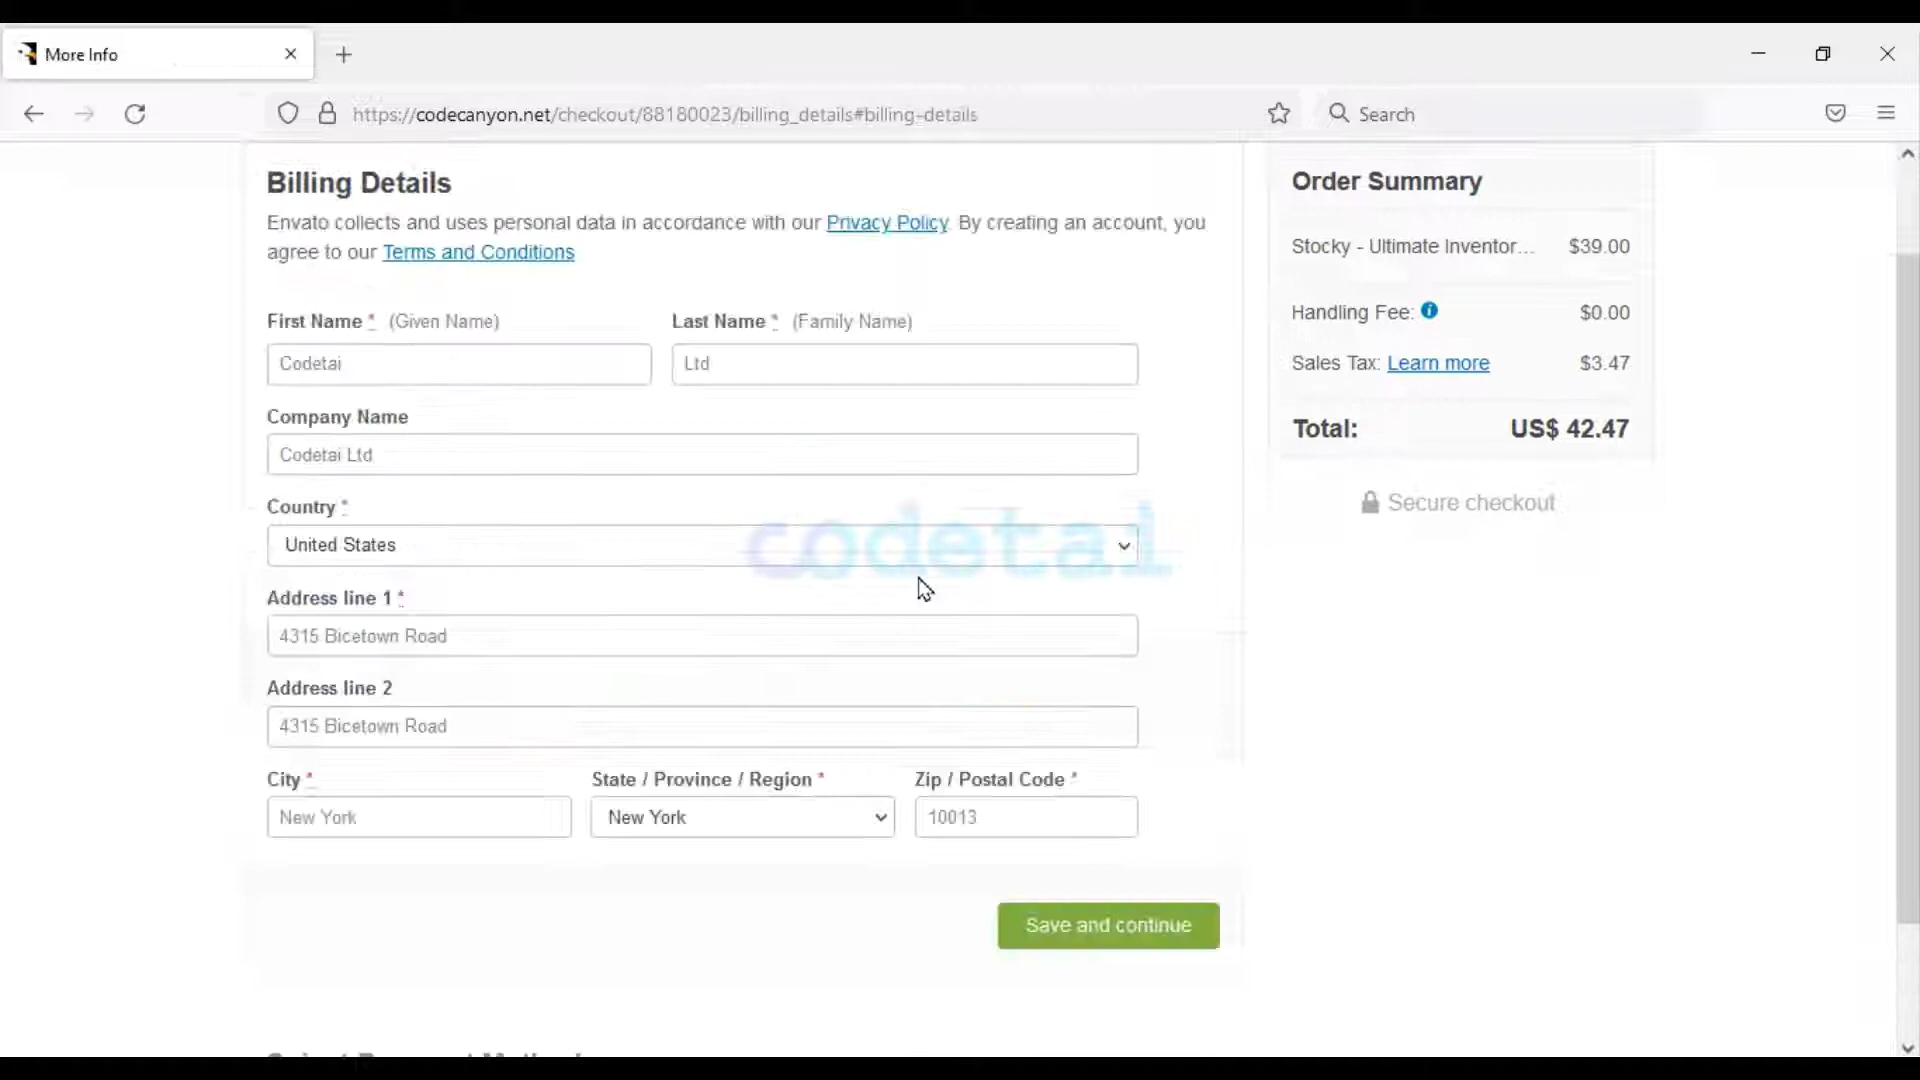 More Info
https://codecanyon.net/checkout/88180023/billing_details#billing-details
Search
Billing Details
Envato collects and uses personal data in accordance with our Privacy Policy. By creating an account, you
agree to our Terms and Conditions
First Name * (Given Name)
Last Name * (Family Name)
Codetai
Ltd
Company Name
Codetai Ltd
Country *
United States
Address line 1 *
4315 Bicetown Road
Address line 2
4315 Bicetown Road
City *
State / Province / Region *
Zip / Postal Code *
New York
New York
10013
Save and continue
Order Summary
Stocky - Ultimate Inventor... $39.00
Handling Fee: $0.00
Sales Tax: Learn more $3.47
Total: US$ 42.47
Secure checkout
codetai